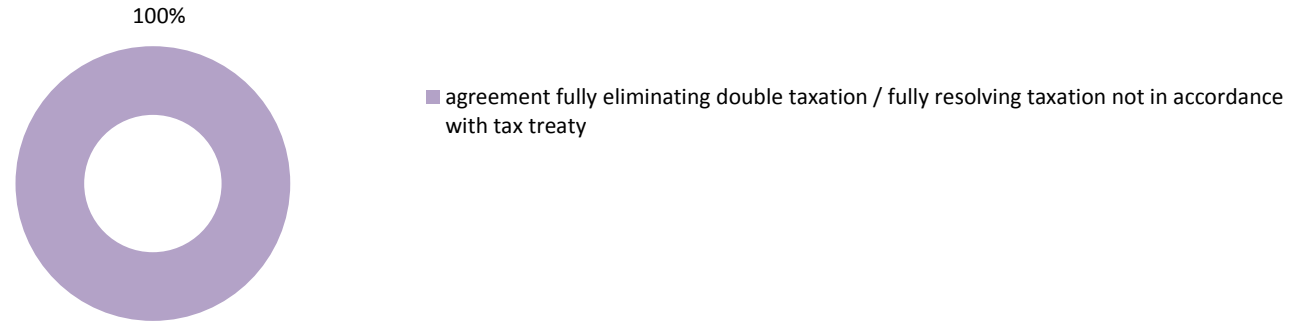 100%
agreement fully eliminating double taxation / fully resolving taxation not in accordance
with tax treaty